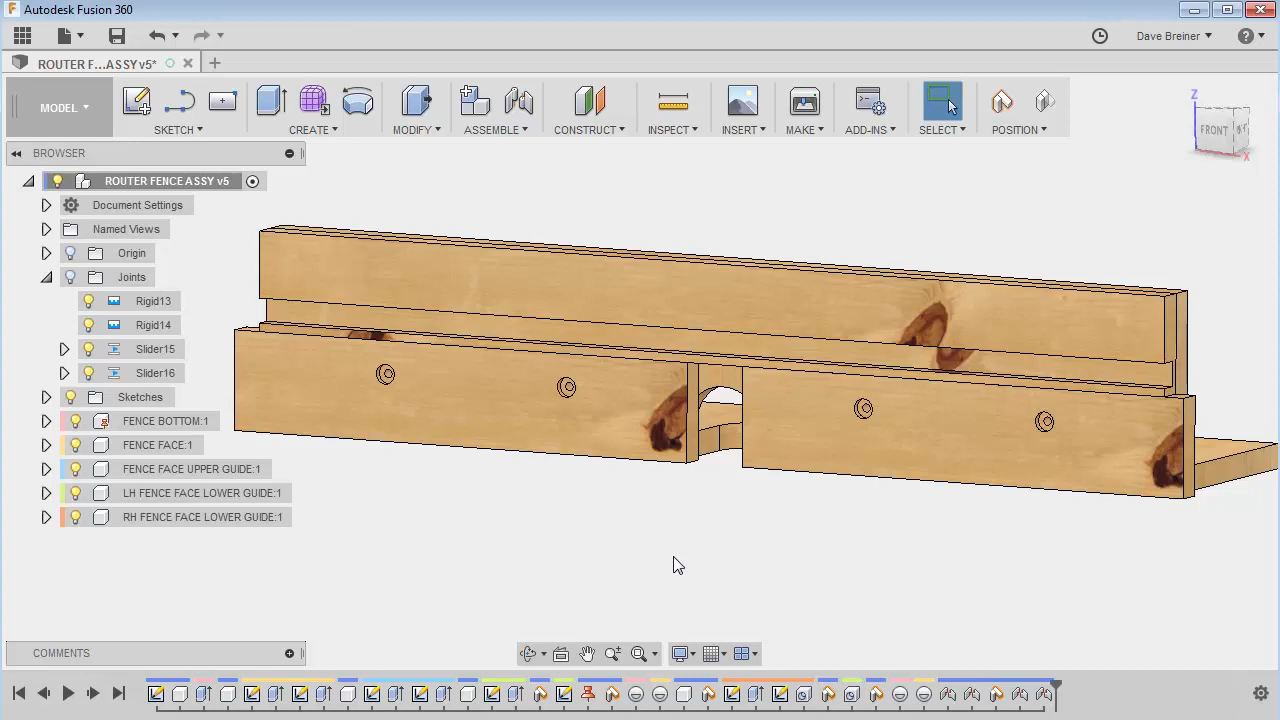 Autodesk Fusion 360
Dave Breiner
ROUTER F...ASSY v5*
MODEL
SKETCH
CREATE
MODIFY
ASSEMBLE
CONSTRUCT
INSPECT
INSERT
MAKE
ADD-INS
SELECT
POSITION
Z
FRONT
X
BROWSER
ROUTER FENCE ASSY v5
Document Settings
Named Views
Origin
Joints
Rigid13
Rigid14
Slider15
Slider16
Sketches
FENCE BOTTOM:1
FENCE FACE:1
FENCE FACE UPPER GUIDE:1
LH FENCE FACE LOWER GUIDE:1
RH FENCE FACE LOWER GUIDE:1
COMMENTS